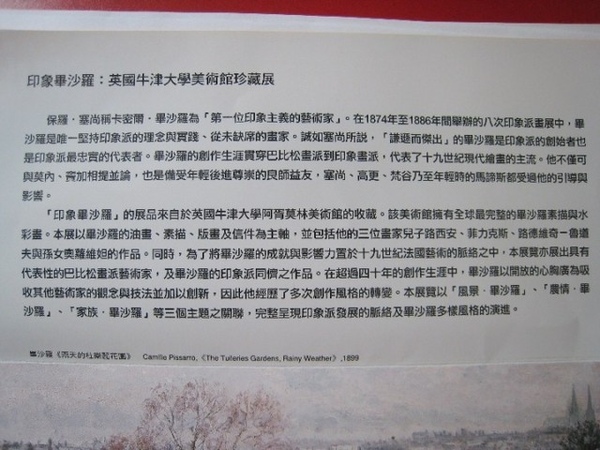 印象畢沙羅：英國牛津大學美術館珍藏展
保羅·塞尚稱卡密爾·畢沙羅為「第一位印象主義的藝術家」。在1874年至1886年間舉辦的八次印象派畫展中，畢
沙羅是唯一堅持印象派的理念與實踐、從未缺席的畫家。誠如塞尚所說，「謙遜而傑出」的畢沙羅是印象派的創始者也
是印象派最忠實的代表者。畢沙羅的創作生涯貫穿巴比松畫派到印象畫派，代表了十九世紀現代繪畫的主流。他不僅可
與莫內、竇加相提並論，也是備受年輕後進尊崇的良師益友，塞尚、高更、梵谷乃至年輕時的馬諦斯都受過他的引導與
影響。
「印象畢沙羅」的展品來自於英國牛津大學阿胥莫林美術館的收藏。該美術館擁有全球最完整的畢沙羅素描與水
彩畫。本展以畢沙羅的油畫、素描、版畫及信件為主軸，並包括他的三位畫家兒子路西安、菲力克斯、路德維奇－魯道
夫與孫女奧蘿維妲的作品。同時，為了將畢沙羅的成就與影響力置於十九世紀法國藝術的脈絡之中，本展覽亦展出具有
代表性的巴比松畫派藝術家，及畢沙羅的印象派同儕之作品。在超過四十年的創作生涯中，畢沙羅以開放的心胸廣為吸
收其他藝術家的觀念與技法並加以創新，因此他經歷了多次創作風格的轉變。本展覽以「風景·畢沙羅」、「農情·畢
沙羅」、「家族·畢沙羅」等三個主題之關聯，完整呈現印象派發展的脈絡及畢沙羅多樣風格的演進。
畢沙羅《雨天的杜樂麗花園》 Camille Pissarro,《The Tuileries Gardens, Rainy Weather》,1899